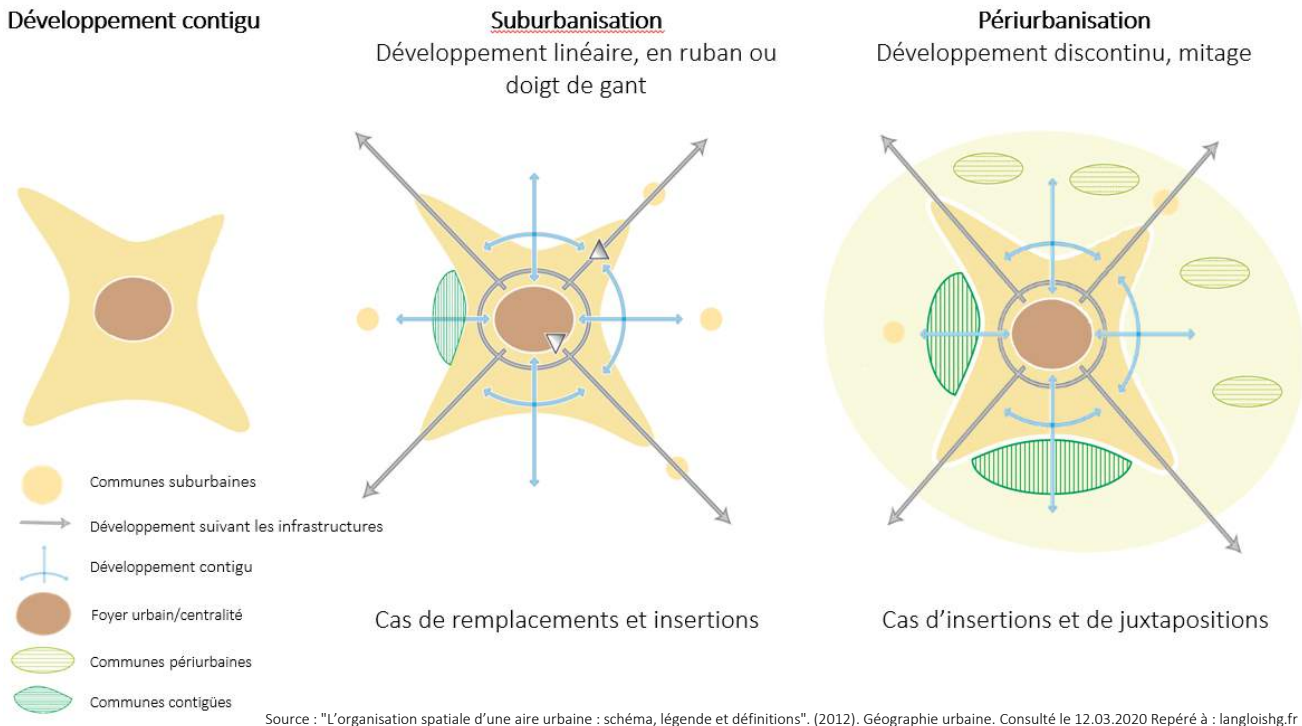 Développement contigu
Suburbanisation
Développement linéaire, en ruban ou
doigt de gant
Périurbanisation
Développement discontinu, mitage
Communes suburbaines
Développement suivant les infrastructures
Développement contigu
Foyer urbain/centralité
Communes périurbaines
Communes contigües
Cas de remplacements et insertions
Cas d’insertions et de juxtapositions
Source : "L’organisation spatiale d’une aire urbaine : schéma, légende et définitions". (2012). Géographie urbaine. Consulté le 12.03.2020 Repéré à : langloishg.fr